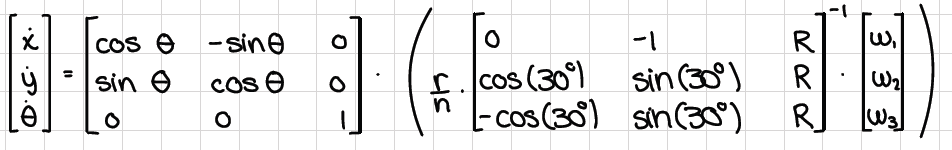 [ẋ ẏ θ̇] = [cos θ -sinθ 0; sin θ cos θ 0; 0 0 1] · ( r/n · [0 -1 R; cos(30°) sin(30°) R; -cos(30°) sin(30°) R]⁻¹ · [ω₁ ω₂ ω₃] )